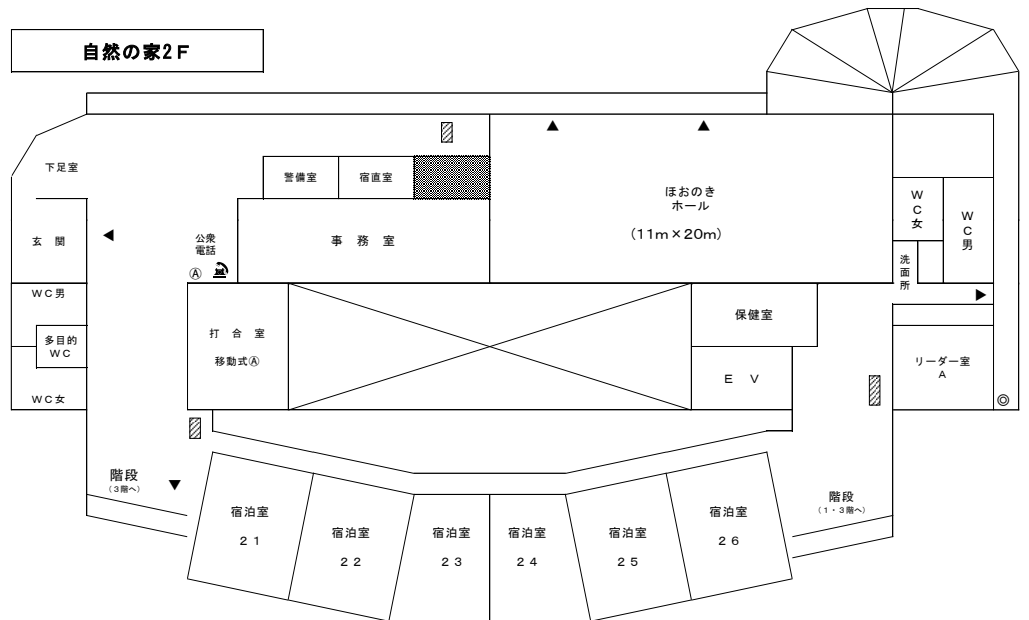 自然の家2F
下足室
警備室
宿直室
ほおのき
ホール
(11m×20m)
WC女
WC男
玄 関
公衆
電話
Ⓐ
事 務 室
洗面所
WC男
多目的
WC
WC女
打 合 室
移動式Ⓐ
保健室
E V
リーダー室
A
階段
(3階へ)
階段
(1・3階へ)
宿泊室
21
宿泊室
22
宿泊室
23
宿泊室
24
宿泊室
25
宿泊室
26